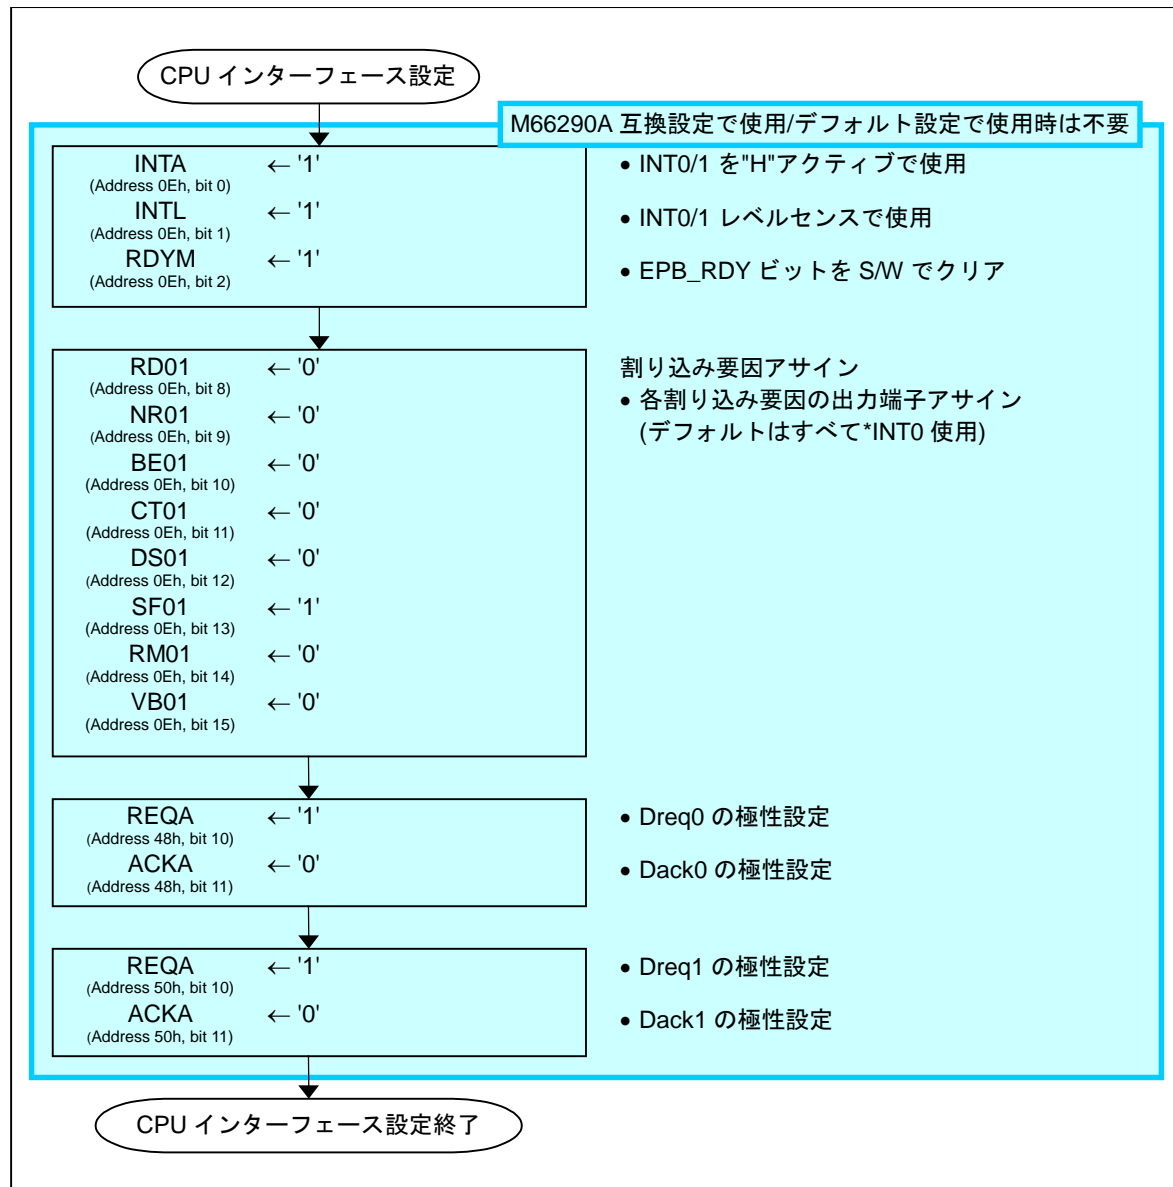 CPU インターフェース設定
M66290A 互換設定で使用/デフォルト設定で使用時は不要
INTA ← '1' • INT0/1 を"H"アクティブで使用
(Address 0Eh, bit 0)
INTL ← '1' • INT0/1 レベルセンスで使用
(Address 0Eh, bit 1)
RDYM ← '1' • EPB_RDY ビットを S/W でクリア
(Address 0Eh, bit 2)
RD01 ← '0' 割り込み要因アサイン
(Address 0Eh, bit 8) • 各割り込み要因の出力端子アサイン
NR01 ← '0' (デフォルトはすべて*INT0 使用)
(Address 0Eh, bit 9)
BE01 ← '0'
(Address 0Eh, bit 10)
CT01 ← '0'
(Address 0Eh, bit 11)
DS01 ← '0'
(Address 0Eh, bit 12)
SF01 ← '1'
(Address 0Eh, bit 13)
RM01 ← '0'
(Address 0Eh, bit 14)
VB01 ← '0'
(Address 0Eh, bit 15)
REQA ← '1' • Dreq0 の極性設定
(Address 48h, bit 10)
ACKA ← '0' • Dack0 の極性設定
(Address 48h, bit 11)
REQA ← '1' • Dreq1 の極性設定
(Address 50h, bit 10)
ACKA ← '0' • Dack1 の極性設定
(Address 50h, bit 11)
CPU インターフェース設定終了